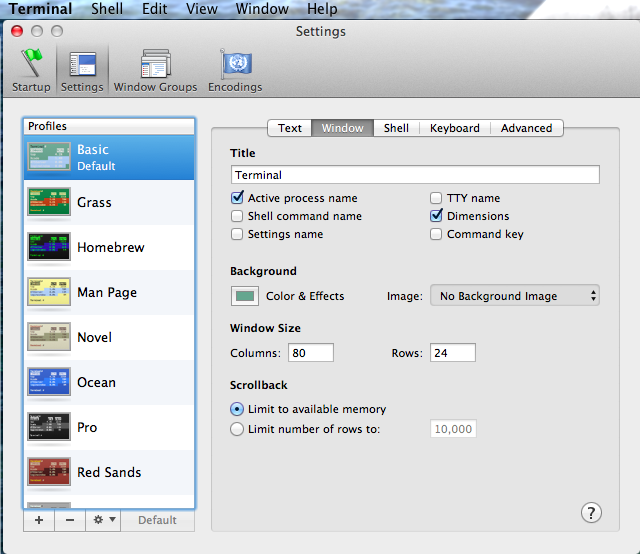 Terminal Shell Edit View Window Help
Settings
Startup Settings Window Groups Encodings
Profiles
Basic
Default
Grass
Homebrew
Man Page
Novel
Ocean
Pro
Red Sands
+ − Default
Text Window Shell Keyboard Advanced
Title
Terminal
Active process name TTY name
Shell command name Dimensions
Settings name Command key
Background
Color & Effects Image: No Background Image
Window Size
Columns: 80 Rows: 24
Scrollback
Limit to available memory
Limit number of rows to: 10,000
?